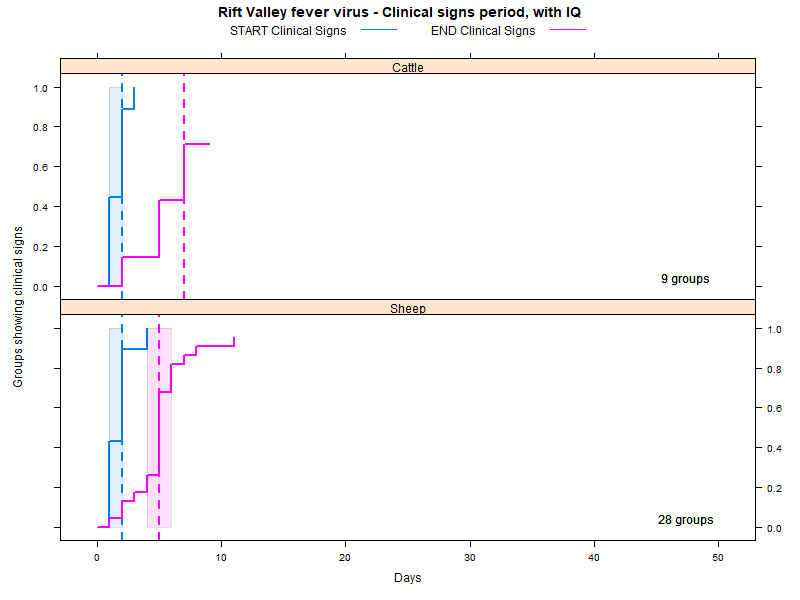 Rift Valley fever virus - Clinical signs period, with IQ
START Clinical Signs END Clinical Signs
Cattle
1.0
0.8
0.6
0.4
0.2
0.0
9 groups
Groups showing clinical signs
Sheep
1.0
0.8
0.6
0.4
0.2
0.0
28 groups
0 10 20 30 40 50
Days